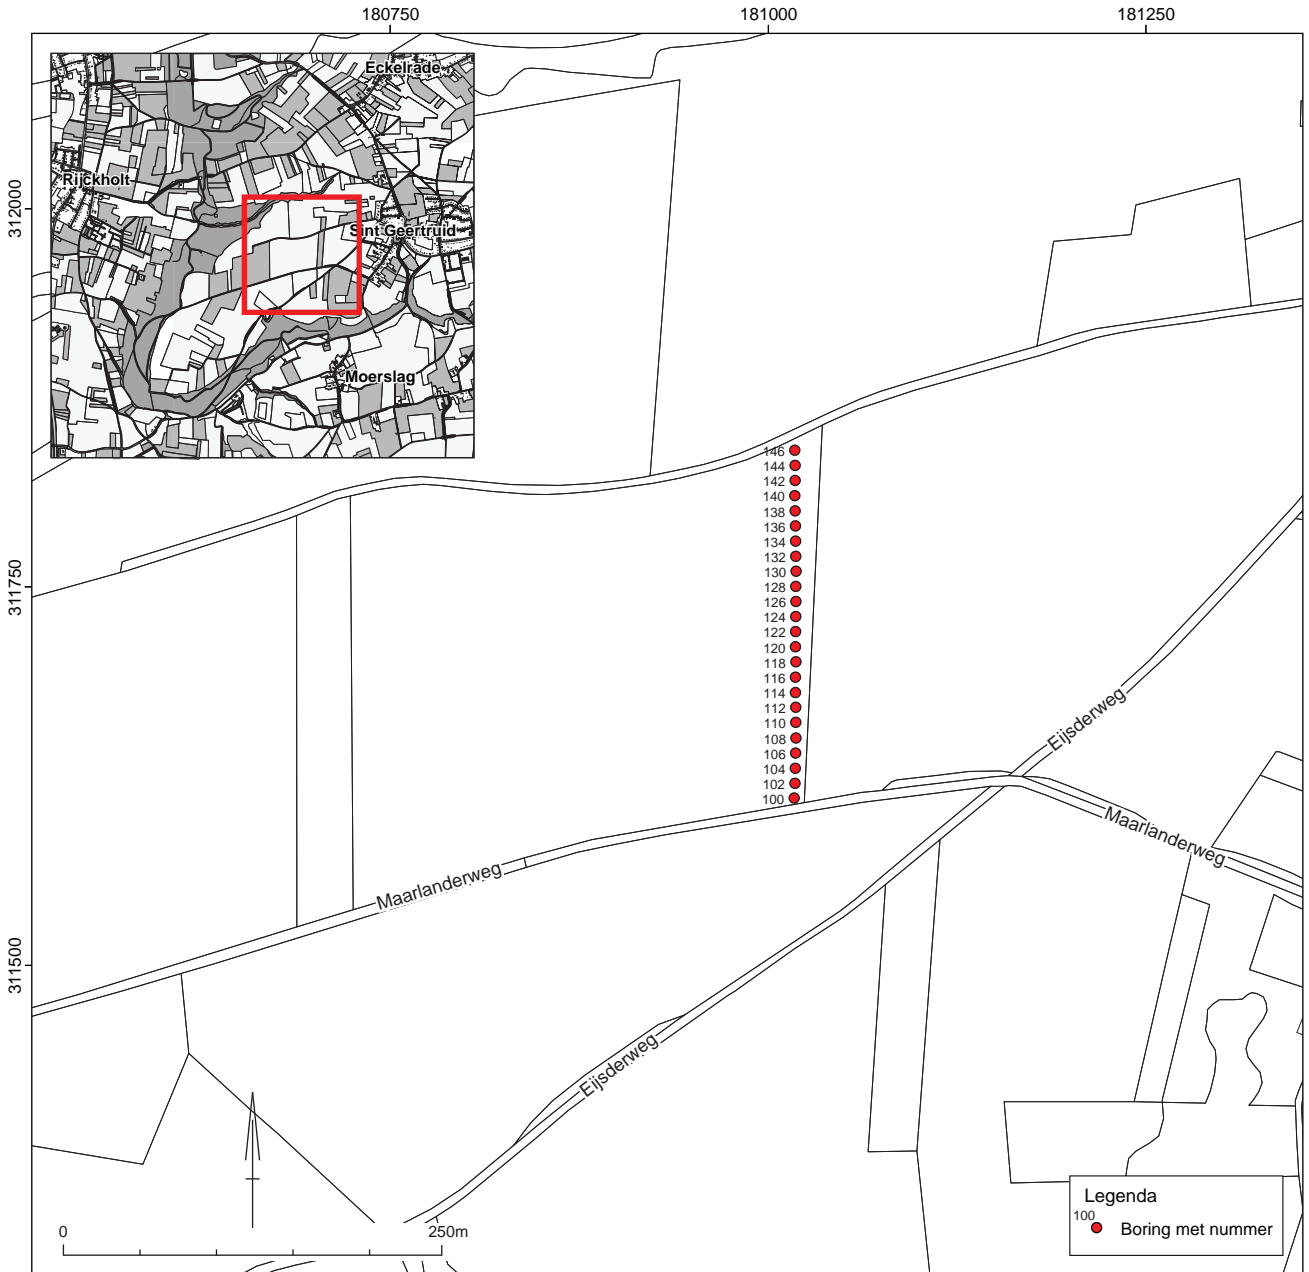 180750
181000
181250
312000
311750
311500
Eckelrade
Rijckholt
Sint Geertruid
Moerslag
146
144
142
140
138
136
134
132
130
128
126
124
122
120
118
116
114
112
110
108
106
104
102
100
Eijsderweg
Maarlanderweg
Maarlanderweg
Eijsderweg
0
250m
Legenda
100
Boring met nummer